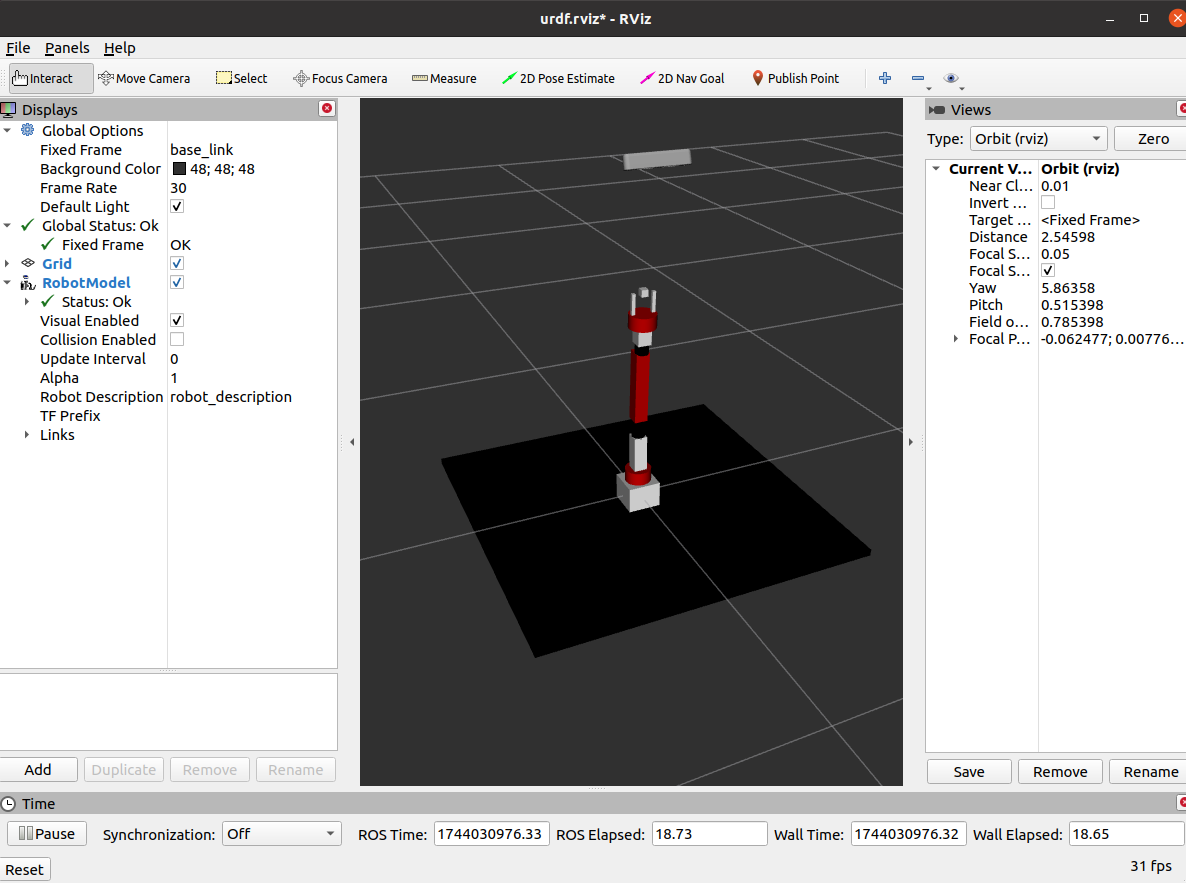 urdf.rviz* - RViz
File Panels Help
Interact Move Camera Select Focus Camera Measure 2D Pose Estimate 2D Nav Goal Publish Point
Displays
Global Options
Fixed Frame base_link
Background Color 48; 48; 48
Frame Rate 30
Default Light
Global Status: Ok
Fixed Frame OK
Grid
RobotModel
Status: Ok
Visual Enabled
Collision Enabled
Update Interval 0
Alpha 1
Robot Description robot_description
TF Prefix
Links
Add Duplicate Remove Rename
Views
Type: Orbit (rviz) Zero
Current V... Orbit (rviz)
Near Cl... 0.01
Invert ...
Target ... <Fixed Frame>
Distance 2.54598
Focal S... 0.05
Focal S...
Yaw 5.86358
Pitch 0.515398
Field o... 0.785398
Focal P... -0.062477; 0.00776...
Save Remove Rename
Time
Pause Synchronization: Off ROS Time: 1744030976.33 ROS Elapsed: 18.73 Wall Time: 1744030976.32 Wall Elapsed: 18.65
Reset 31 fps